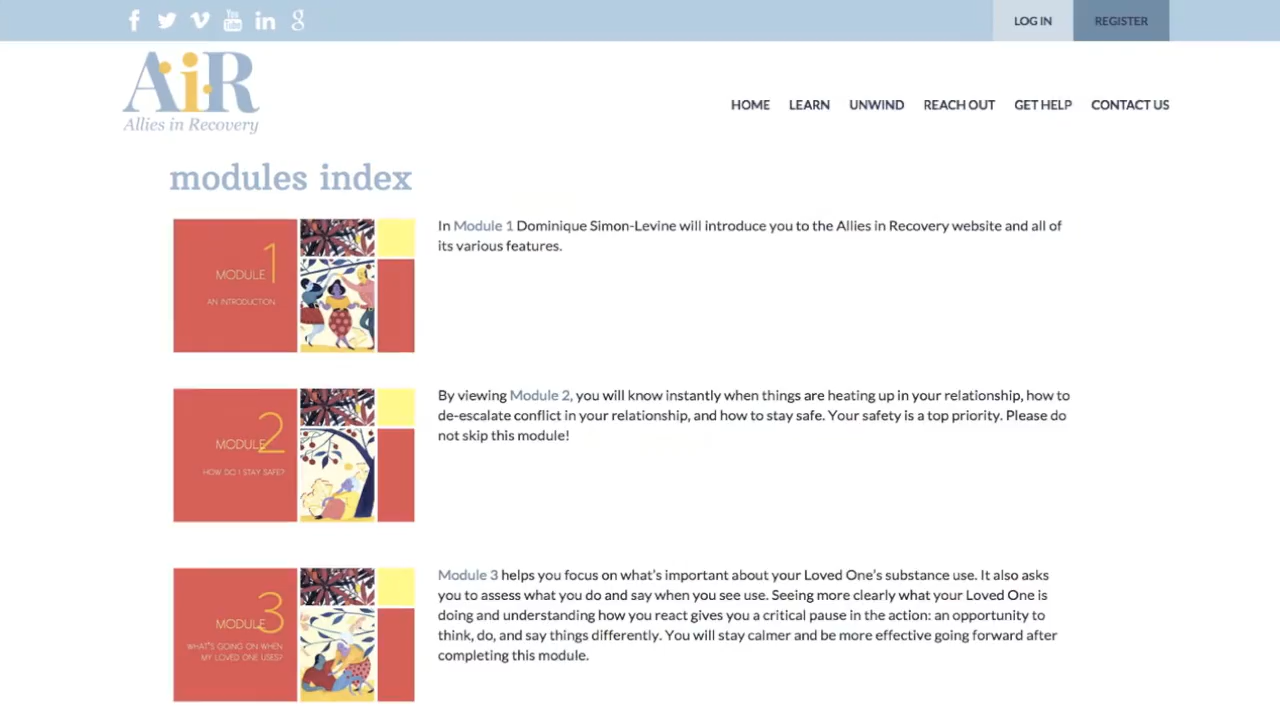 LOG IN
REGISTER
AiR
Allies in Recovery
HOME
LEARN
UNWIND
REACH OUT
GET HELP
CONTACT US
modules index
MODULE 1
AN INTRODUCTION
In Module 1 Dominique Simon-Levine will introduce you to the Allies in Recovery website and all of
its various features.
MODULE 2
HOW DO I STAY SAFE?
By viewing Module 2, you will know instantly when things are heating up in your relationship, how to
de-escalate conflict in your relationship, and how to stay safe. Your safety is a top priority. Please do
not skip this module!
MODULE 3
WHAT'S GOING ON WHEN
MY LOVED ONE USES?
Module 3 helps you focus on what's important about your Loved One's substance use. It also asks
you to assess what you do and say when you see use. Seeing more clearly what your Loved One is
doing and understanding how you react gives you a critical pause in the action: an opportunity to
think, do, and say things differently. You will stay calmer and be more effective going forward after
completing this module.